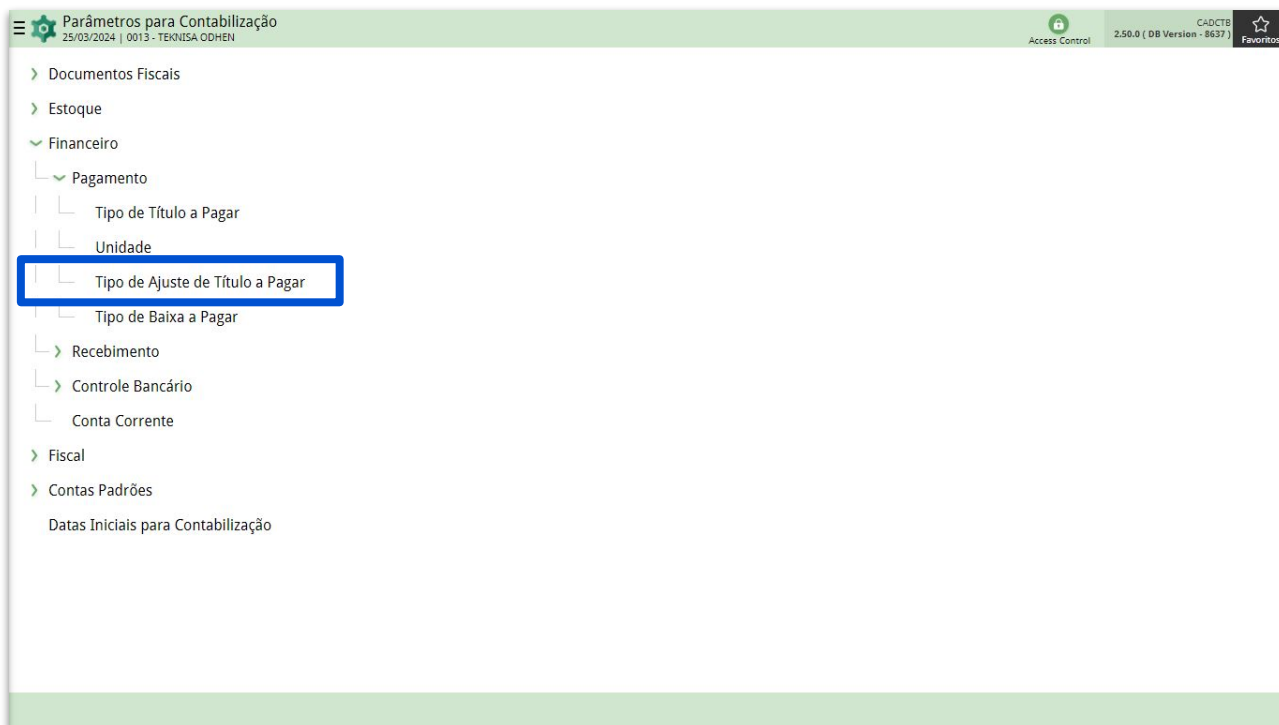 Parâmetros para Contabilização
25/03/2024 | 0013 - TEKNISA ODHEN
Access Control
CADCTB
2.50.0 ( DB Version - 8637 )
Favoritos
Documentos Fiscais
Estoque
Financeiro
Pagamento
Tipo de Título a Pagar
Unidade
Tipo de Ajuste de Título a Pagar
Tipo de Baixa a Pagar
Recebimento
Controle Bancário
Conta Corrente
Fiscal
Contas Padrões
Datas Iniciais para Contabilização